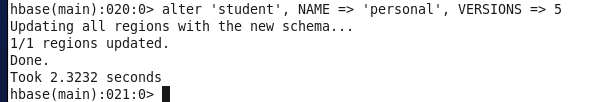 hbase(main):020:0> alter 'student', NAME => 'personal', VERSIONS => 5
Updating all regions with the new schema...
1/1 regions updated.
Done.
Took 2.3232 seconds
hbase(main):021:0>